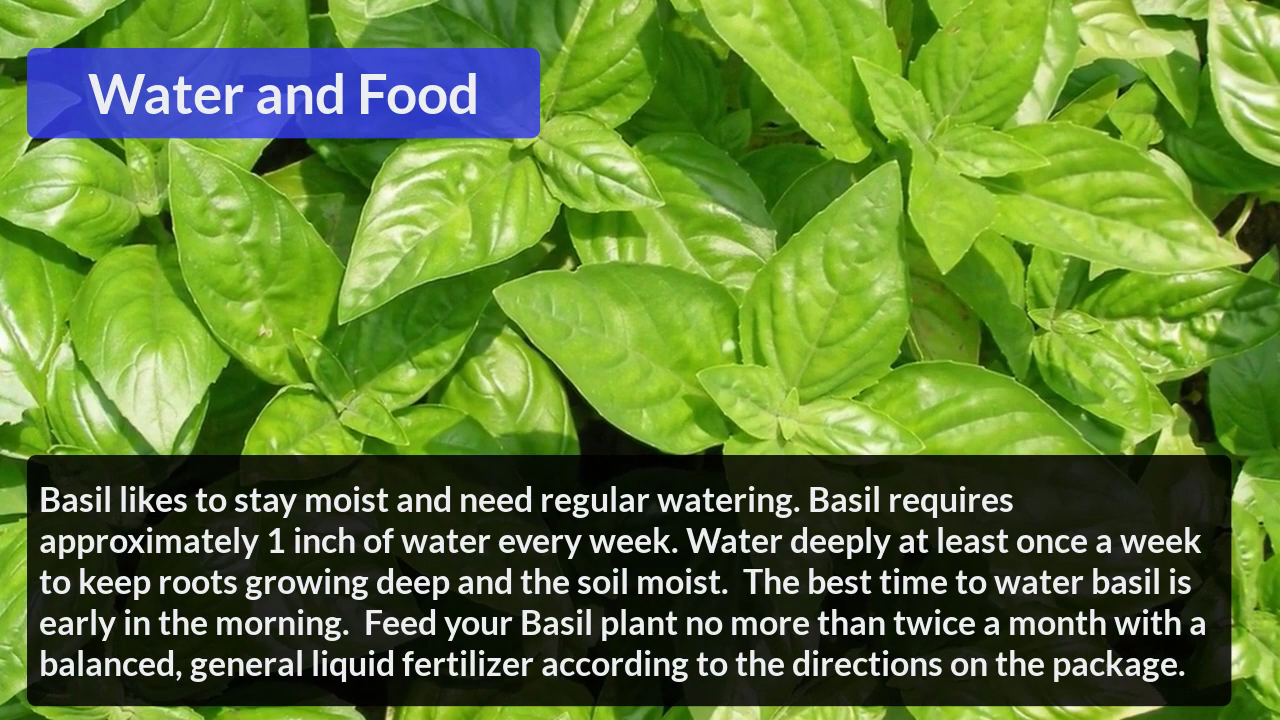 Water and Food
Basil likes to stay moist and need regular watering. Basil requires
approximately 1 inch of water every week. Water deeply at least once a week
to keep roots growing deep and the soil moist.  The best time to water basil is
early in the morning.  Feed your Basil plant no more than twice a month with a
balanced, general liquid fertilizer according to the directions on the package.